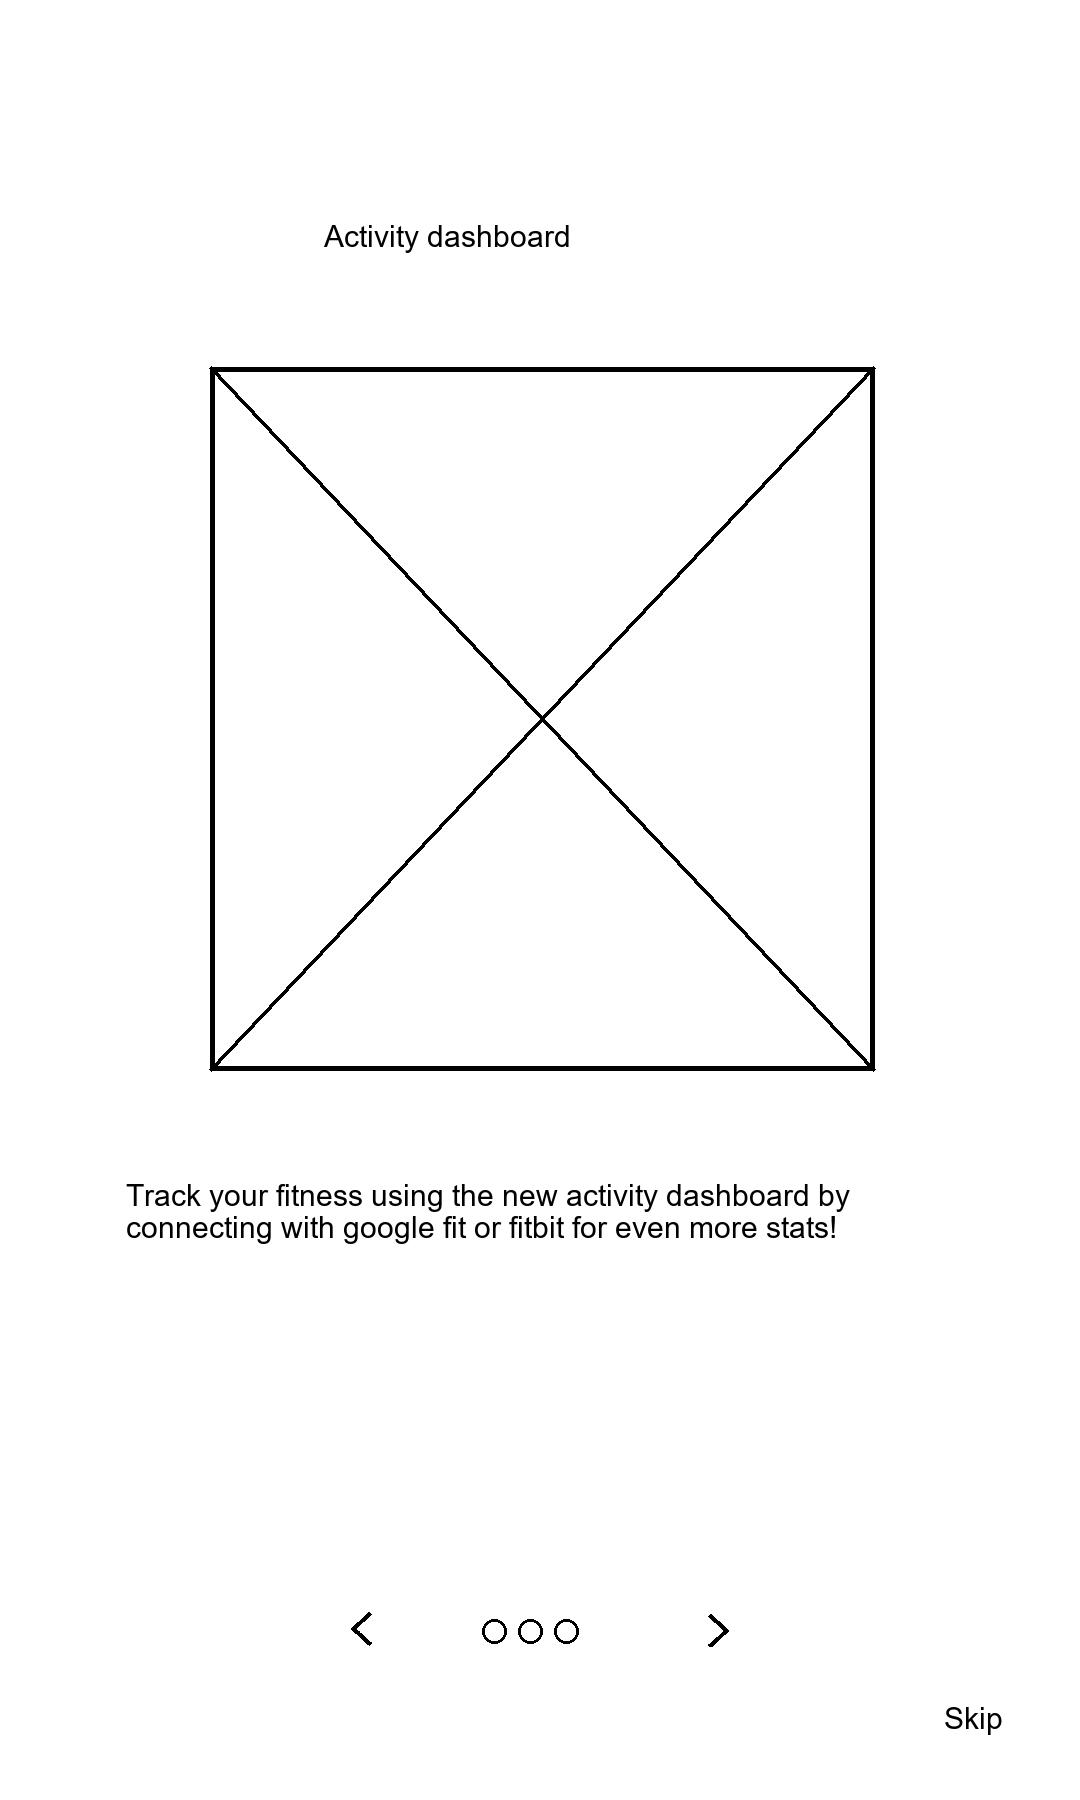 Activity dashboard
Track your fitness using the new activity dashboard by
connecting with google fit or fitbit for even more stats!
Skip